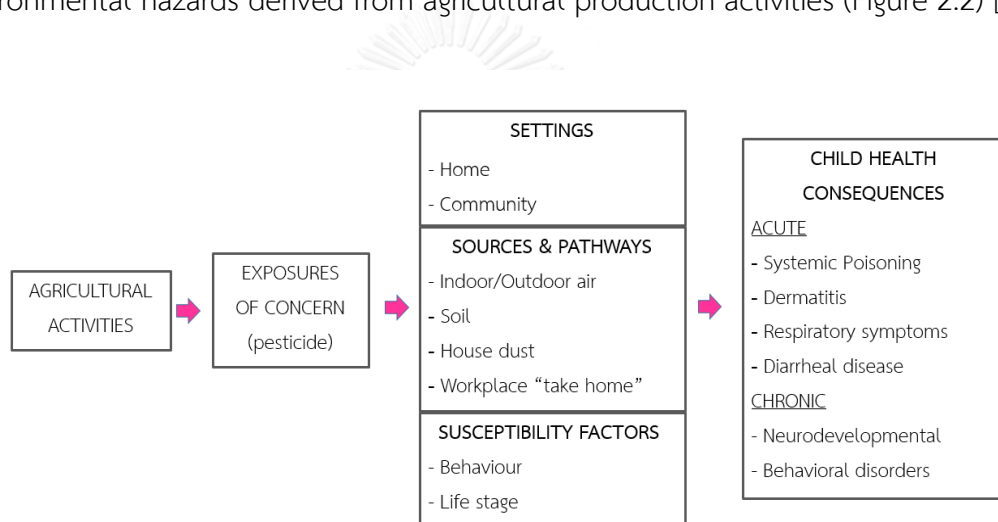 ronmental hazards derived from agricultural production activities (Figure 2.2) [
AGRICULTURAL
ACTIVITIES
EXPOSURES
OF CONCERN
(pesticide)
SETTINGS
- Home
- Community
SOURCES & PATHWAYS
- Indoor/Outdoor air
- Soil
- House dust
- Workplace “take home”
SUSCEPTIBILITY FACTORS
- Behaviour
- Life stage
CHILD HEALTH
CONSEQUENCES
ACUTE
- Systemic Poisoning
- Dermatitis
- Respiratory symptoms
- Diarrheal disease
CHRONIC
- Neurodevelopmental
- Behavioral disorders